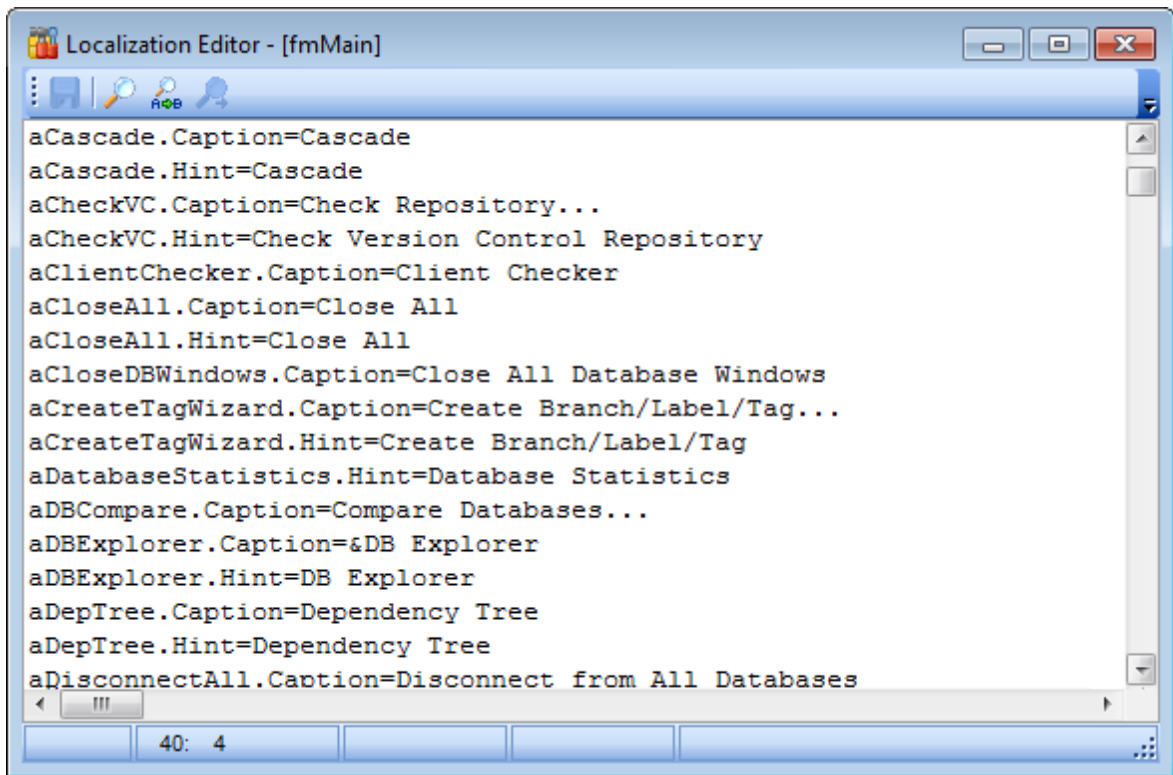 Localization Editor - [fmMain]
A B
aCascade.Caption=Cascade
aCascade.Hint=Cascade
aCheckVC.Caption=Check Repository...
aCheckVC.Hint=Check Version Control Repository
aClientChecker.Caption=Client Checker
aCloseAll.Caption=Close All
aCloseAll.Hint=Close All
aCloseDBWindows.Caption=Close All Database Windows
aCreateTagWizard.Caption=Create Branch/Label/Tag...
aCreateTagWizard.Hint=Create Branch/Label/Tag
aDatabaseStatistics.Hint=Database Statistics
aDBCompare.Caption=Compare Databases...
aDBExplorer.Caption=&DB Explorer
aDBExplorer.Hint=DB Explorer
aDepTree.Caption=Dependency Tree
aDepTree.Hint=Dependency Tree
aDisconnectAll.Caption=Disconnect from All Databases
40: 4